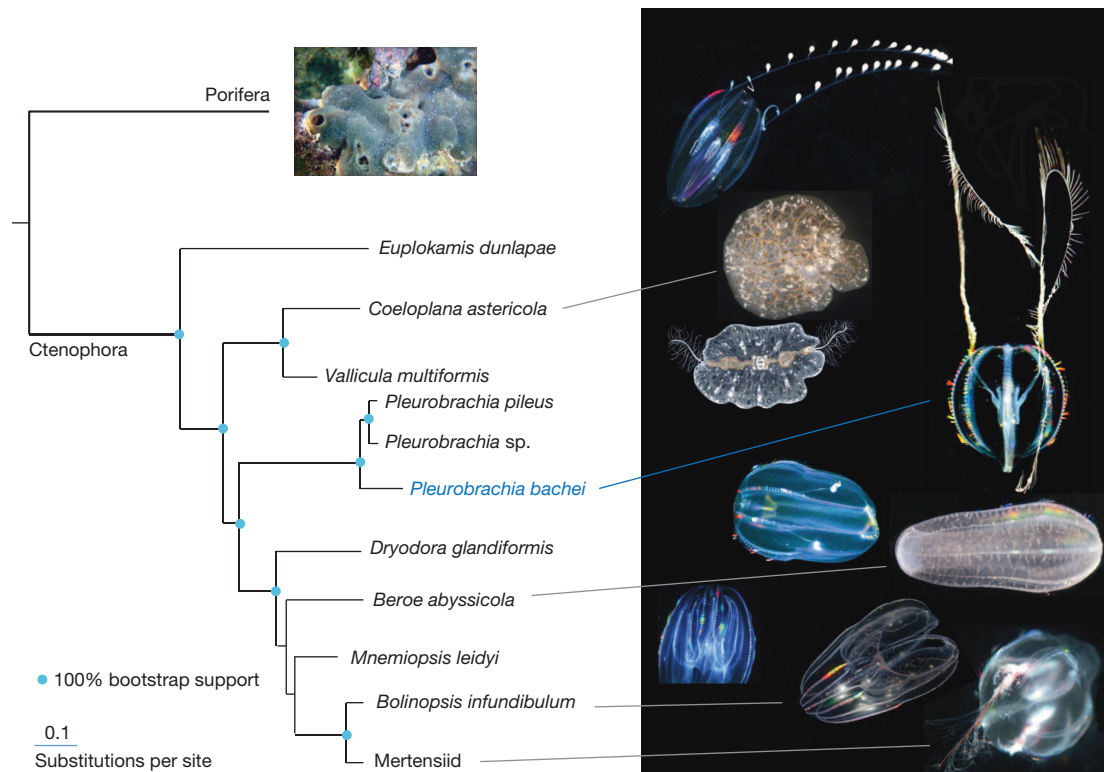 Porifera
Euplokamis dunlapae
Coeloplana astericola
Ctenophora
Vallicula multiformis
Pleurobrachia pileus
Pleurobrachia sp.
Pleurobrachia bachei
Dryodora glandiformis
Beroe abyssicola
Mnemiopsis leidyi
100% bootstrap support
Bolinopsis infundibulum
0.1
Substitutions per site
Mertensiid